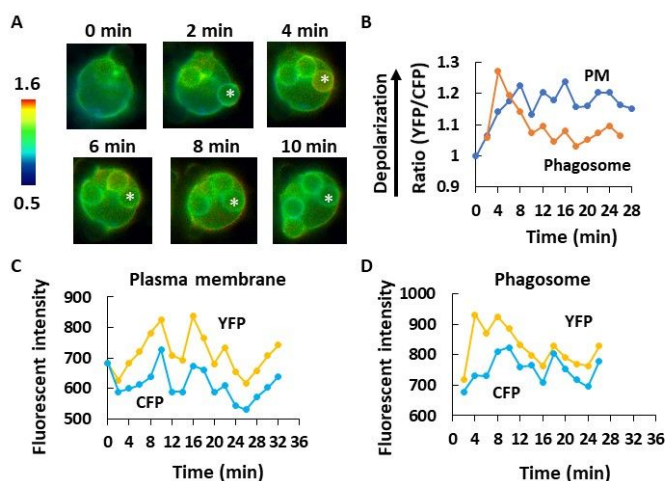 A
0 min
2 min
4 min
1.6
0.5
*
*
6 min
8 min
10 min
*
*
*
B
Depolarization
Ratio (YFP/CFP)
1.3
1.2
1.1
1
0.9
PM
Phagosome
0 4 8 12 16 20 24 28
Time (min)
C
Plasma membrane
Fluorescent intensity
900
800
700
600
500
YFP
CFP
0 4 8 12 16 20 24 28 32 36
Time (min)
D
Phagosome
Fluorescent intensity
1000
900
800
700
600
YFP
CFP
0 4 8 12 16 20 24 28 32 36
Time (min)